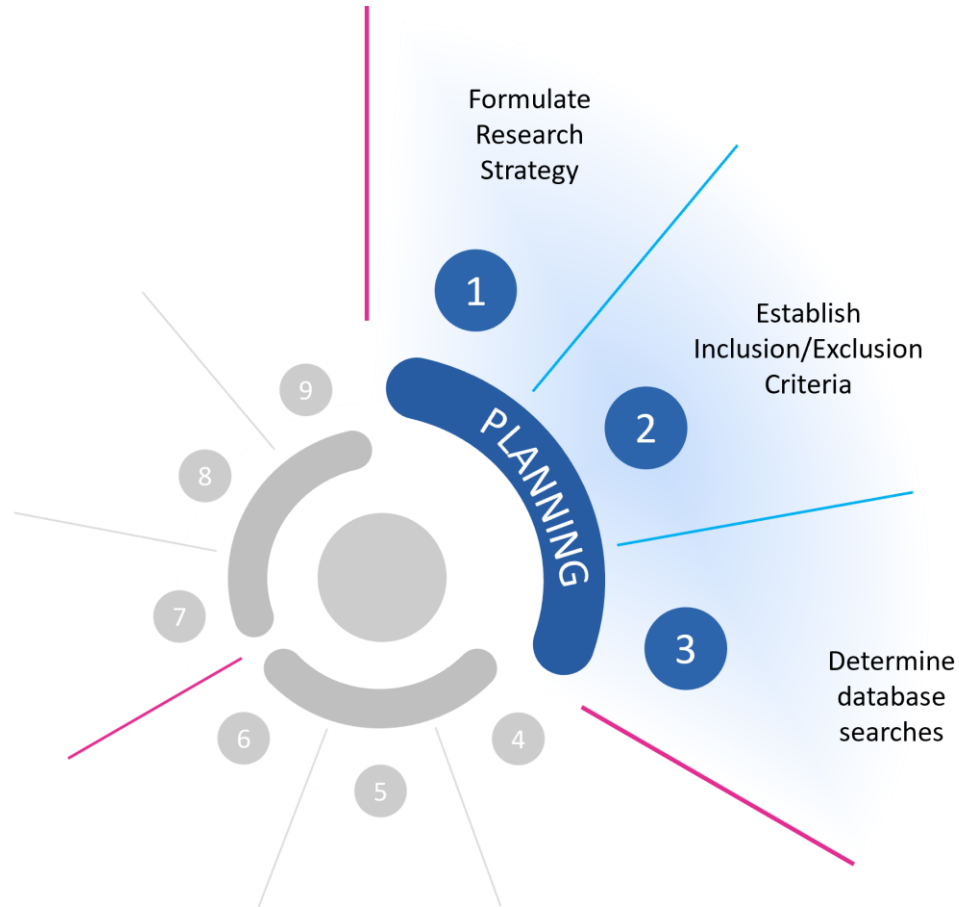 Formulate
Research
Strategy
1
Establish
Inclusion/Exclusion
Criteria
2
PLANNING
3
Determine
database
searches
4
5
6
7
8
9